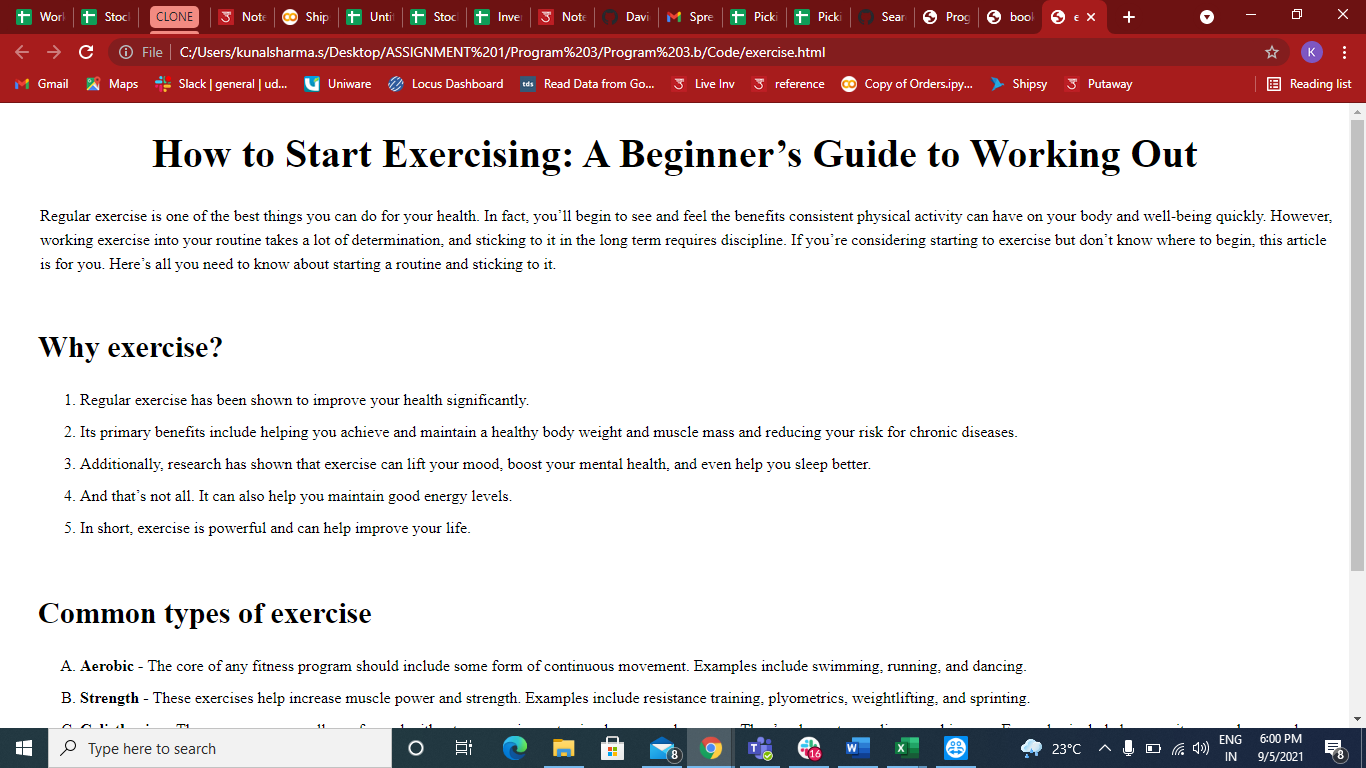 Work Stocl CLONE Note Ship Untit Stocl Inve Note Davi Spre Picki Picki Sear Prog bool e
File C:/Users/kunalsharma.s/Desktop/ASSIGNMENT%201/Program%203/Program%203.b/Code/exercise.html K
Gmail Maps Slack | general | ud... Uniware Locus Dashboard tds Read Data from Go... Live Inv reference Copy of Orders.ipy... Shipsy Putaway Reading list
How to Start Exercising: A Beginner’s Guide to Working Out
Regular exercise is one of the best things you can do for your health. In fact, you’ll begin to see and feel the benefits consistent physical activity can have on your body and well-being quickly. However,
working exercise into your routine takes a lot of determination, and sticking to it in the long term requires discipline. If you’re considering starting to exercise but don’t know where to begin, this article
is for you. Here’s all you need to know about starting a routine and sticking to it.
Why exercise?
1. Regular exercise has been shown to improve your health significantly.
2. Its primary benefits include helping you achieve and maintain a healthy body weight and muscle mass and reducing your risk for chronic diseases.
3. Additionally, research has shown that exercise can lift your mood, boost your mental health, and even help you sleep better.
4. And that’s not all. It can also help you maintain good energy levels.
5. In short, exercise is powerful and can help improve your life.
Common types of exercise
A. Aerobic - The core of any fitness program should include some form of continuous movement. Examples include swimming, running, and dancing.
B. Strength - These exercises help increase muscle power and strength. Examples include resistance training, plyometrics, weightlifting, and sprinting.
Type here to search 8 16 23°C ENG 6:00 PM
IN 9/5/2021 8